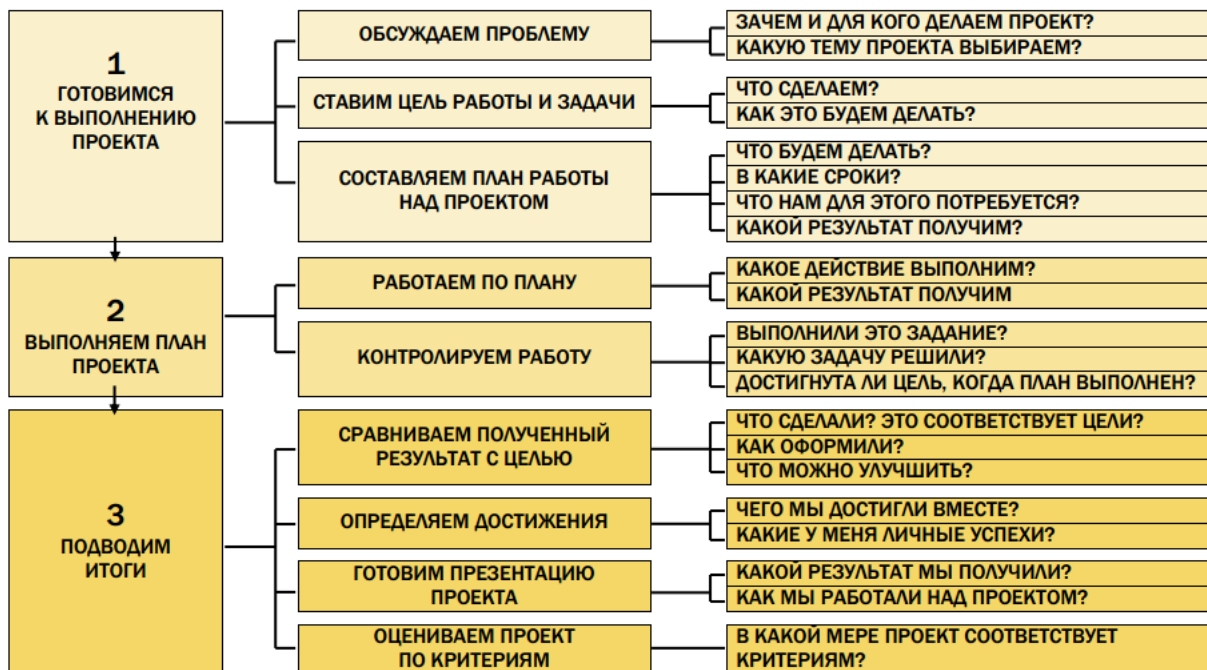 1
ГОТОВИМСЯ
К ВЫПОЛНЕНИЮ
ПРОЕКТА
ОБСУЖДАЕМ ПРОБЛЕМУ
ЗАЧЕМ И ДЛЯ КОГО ДЕЛАЕМ ПРОЕКТ?
КАКУЮ ТЕМУ ПРОЕКТА ВЫБИРАЕМ?
СТАВИМ ЦЕЛЬ РАБОТЫ И ЗАДАЧИ
ЧТО СДЕЛАЕМ?
КАК ЭТО БУДЕМ ДЕЛАТЬ?
СОСТАВЛЯЕМ ПЛАН РАБОТЫ
НАД ПРОЕКТОМ
ЧТО БУДЕМ ДЕЛАТЬ?
В КАКИЕ СРОКИ?
ЧТО НАМ ДЛЯ ЭТОГО ПОТРЕБУЕТСЯ?
КАКОЙ РЕЗУЛЬТАТ ПОЛУЧИМ?
2
ВЫПОЛНЯЕМ ПЛАН
ПРОЕКТА
РАБОТАЕМ ПО ПЛАНУ
КАКОЕ ДЕЙСТВИЕ ВЫПОЛНИМ?
КАКОЙ РЕЗУЛЬТАТ ПОЛУЧИМ
КОНТРОЛИРУЕМ РАБОТУ
ВЫПОЛНИЛИ ЭТО ЗАДАНИЕ?
КАКУЮ ЗАДАЧУ РЕШИЛИ?
ДОСТИГНУТА ЛИ ЦЕЛЬ, КОГДА ПЛАН ВЫПОЛНЕН?
3
ПОДВОДИМ
ИТОГИ
СРАВНИВАЕМ ПОЛУЧЕННЫЙ
РЕЗУЛЬТАТ С ЦЕЛЬЮ
ЧТО СДЕЛАЛИ? ЭТО СООТВЕТСТВУЕТ ЦЕЛИ?
КАК ОФОРМИЛИ?
ЧТО МОЖНО УЛУЧШИТЬ?
ОПРЕДЕЛЯЕМ ДОСТИЖЕНИЯ
ЧЕГО МЫ ДОСТИГЛИ ВМЕСТЕ?
КАКИЕ У МЕНЯ ЛИЧНЫЕ УСПЕХИ?
ГОТОВИМ ПРЕЗЕНТАЦИЮ
ПРОЕКТА
КАКОЙ РЕЗУЛЬТАТ МЫ ПОЛУЧИЛИ?
КАК МЫ РАБОТАЛИ НАД ПРОЕКТОМ?
ОЦЕНИВАЕМ ПРОЕКТ
ПО КРИТЕРИЯМ
В КАКОЙ МЕРЕ ПРОЕКТ СООТВЕТСТВУЕТ
КРИТЕРИЯМ?